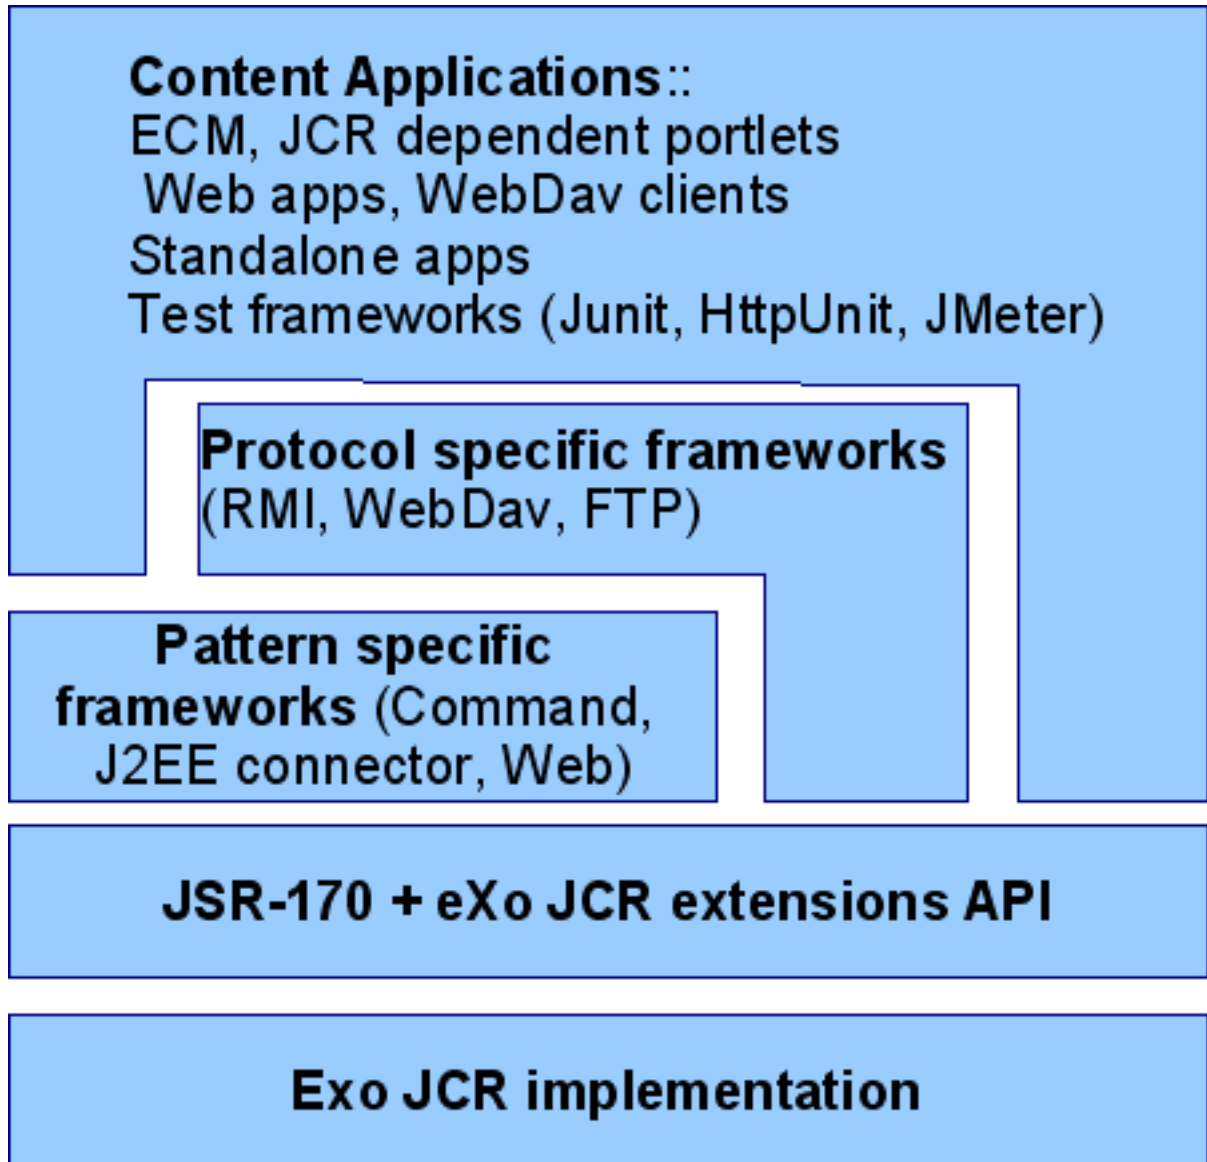 Content Applications::
ECM, JCR dependent portlets
Web apps, WebDav clients
Standalone apps
Test frameworks (Junit, HttpUnit, JMeter)
Protocol specific frameworks
(RMI, WebDav, FTP)
Pattern specific
frameworks (Command,
J2EE connector, Web)
JSR-170 + eXo JCR extensions API
Exo JCR implementation